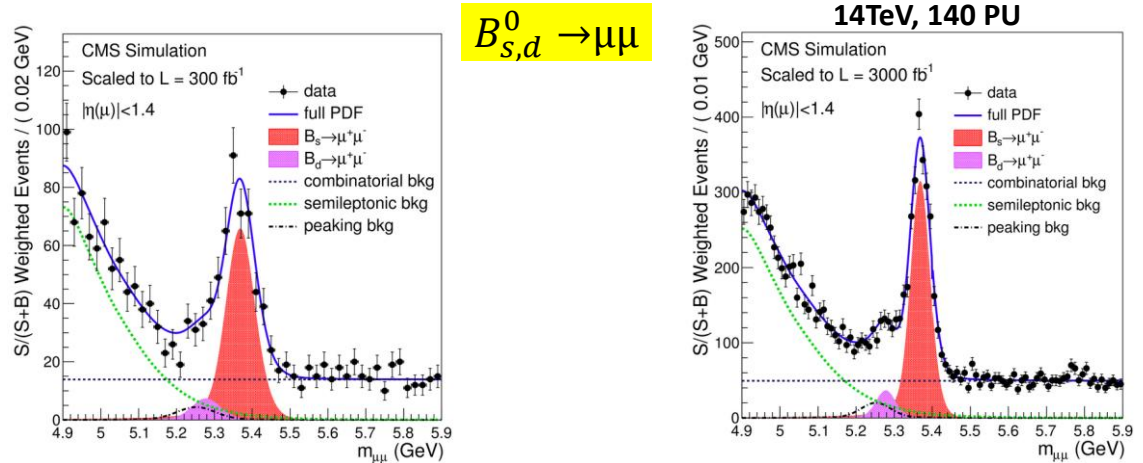 B⁰s,d →μμ
14TeV, 140 PU
S/(S+B) Weighted Events / ( 0.02 GeV)
120
100
80
60
40
20
0
CMS Simulation
Scaled to L = 300 fb⁻¹
|η(μ)|<1.4
data
full PDF
Bs→μ⁺μ⁻
Bd→μ⁺μ⁻
combinatorial bkg
semileptonic bkg
peaking bkg
4.9 5 5.1 5.2 5.3 5.4 5.5 5.6 5.7 5.8 5.9
mμμ (GeV)
S/(S+B) Weighted Events / ( 0.01 GeV)
500
400
300
200
100
0
CMS Simulation
Scaled to L = 3000 fb⁻¹
|η(μ)|<1.4
data
full PDF
Bs→μ⁺μ⁻
Bd→μ⁺μ⁻
combinatorial bkg
semileptonic bkg
peaking bkg
4.9 5 5.1 5.2 5.3 5.4 5.5 5.6 5.7 5.8 5.9
mμμ (GeV)